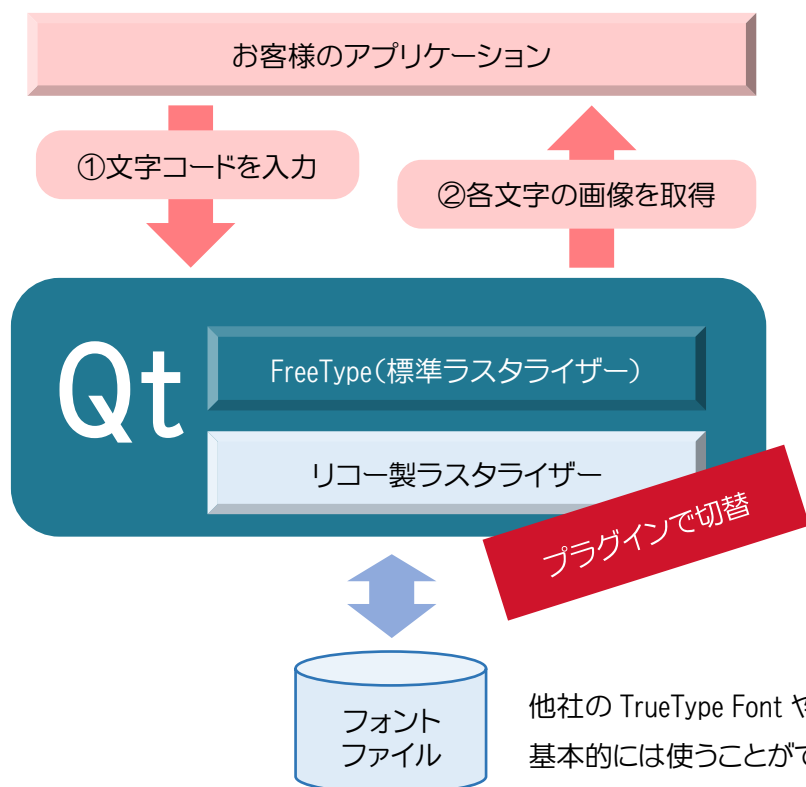 お客様のアプリケーション
①文字コードを入力
②各文字の画像を取得
Qt
FreeType(標準ラスタライザー)
リコー製ラスタライザー
プラグインで切替
フォント
ファイル
他社の TrueType Font や
基本的には使うことがで